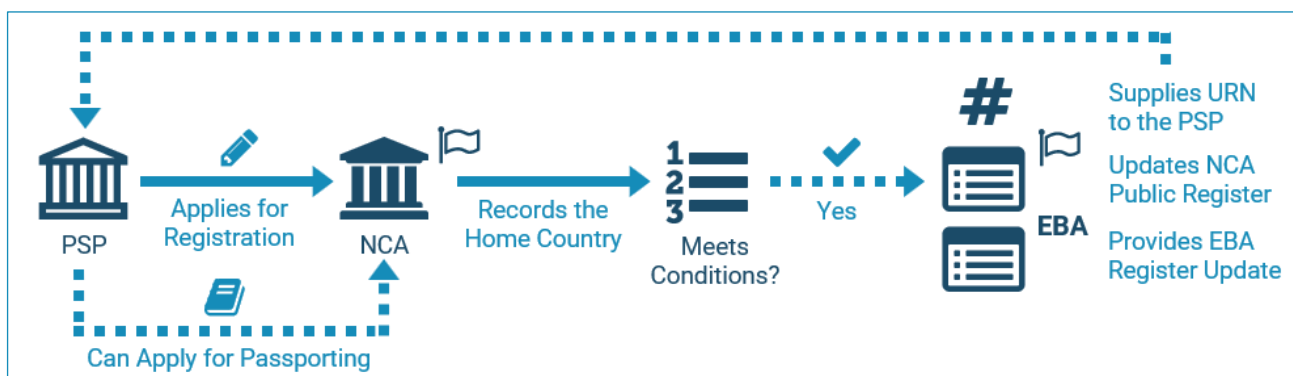 #
Supplies URN
to the PSP
Applies for
Registration
Records the
Home Country
1
2
3
Yes
Updates NCA
Public Register
PSP
NCA
Meets
Conditions?
EBA
Provides EBA
Register Update
Can Apply for Passporting